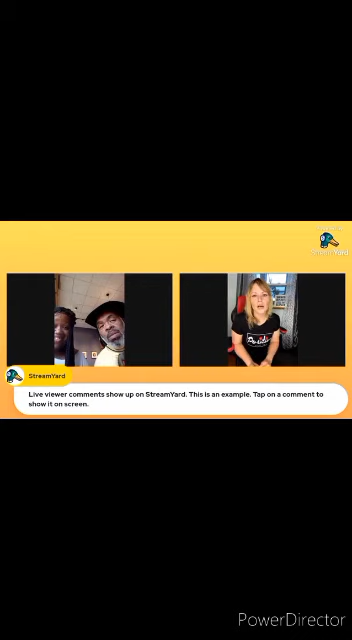 StreamYard
StreamYard
Live viewer comments show up on StreamYard. This is an example. Tap on a comment to
show it on screen.
PowerDirector